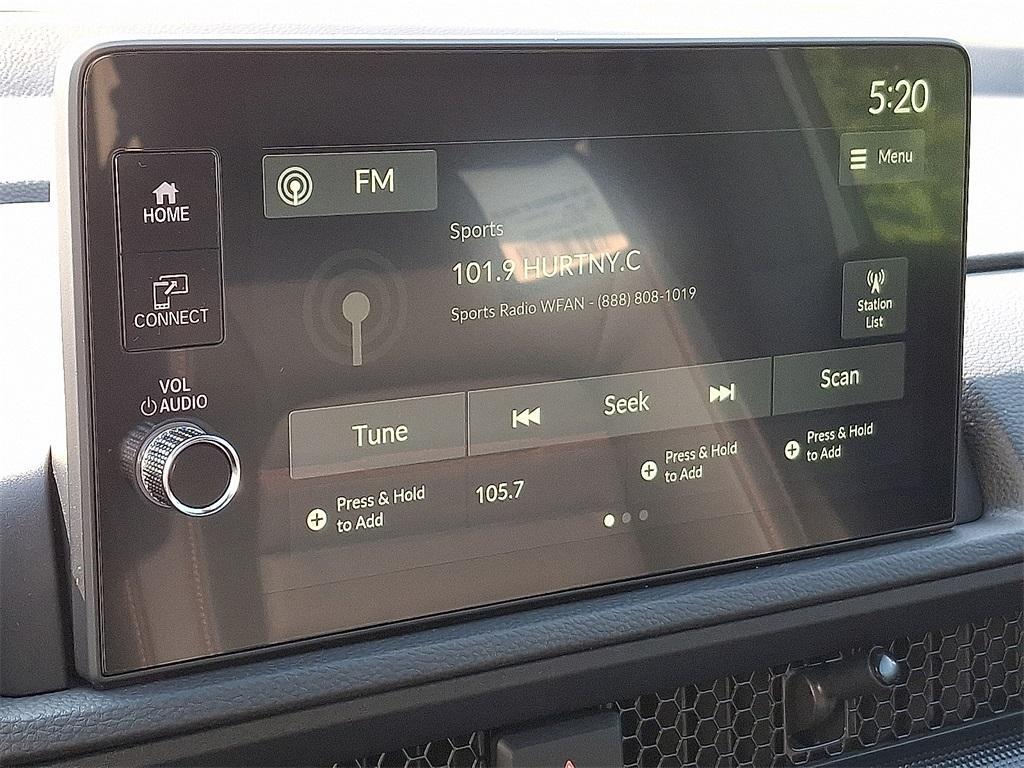 5:20
Menu
HOME
CONNECT
VOL
AUDIO
FM
Sports
101.9 HURTNY.C
Sports Radio WFAN - (888) 808-1019
Station
List
Tune
Seek
Scan
Press & Hold
to Add
105.7
Press & Hold
to Add
Press & Hold
to Add